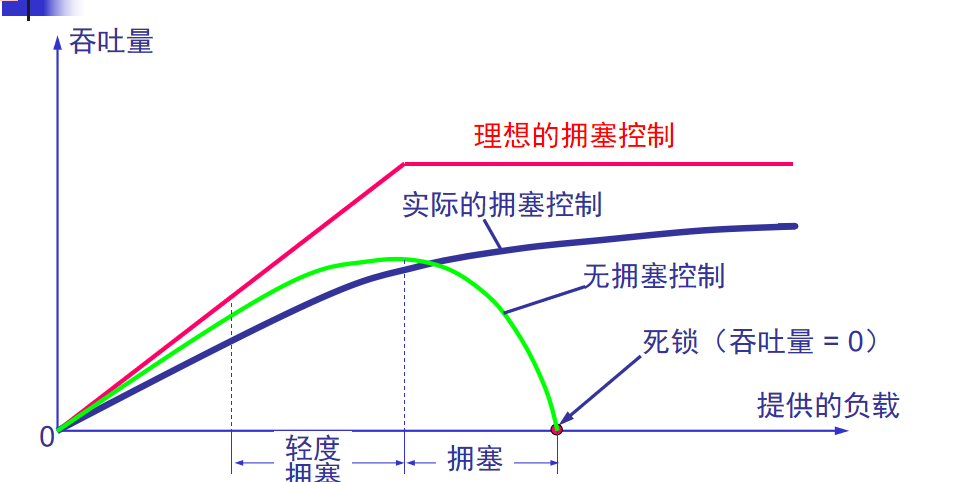 吞吐量
理想的拥塞控制
实际的拥塞控制
无拥塞控制
死锁（吞吐量 = 0）
提供的负载
0
轻度
拥塞
拥塞